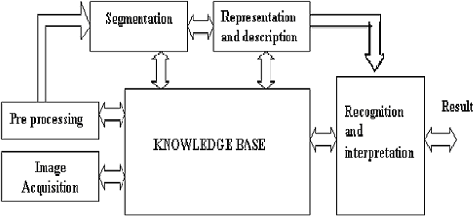 Segmentation
Representation
and description
Pre processing
Image
Acquisition
KNOWLEDGE BASE
Recognition
and
interpretation
Result